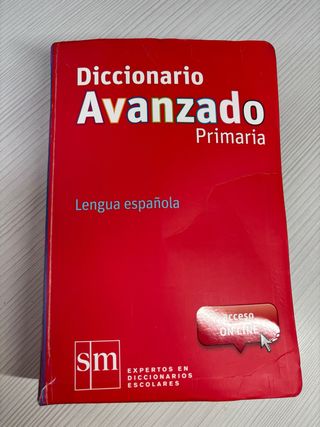 Diccionario
Avanzado
Primaria
Lengua española
acceso
ON LINE
sm
EXPERTOS EN
DICCIONARIOS
ESCOLARES